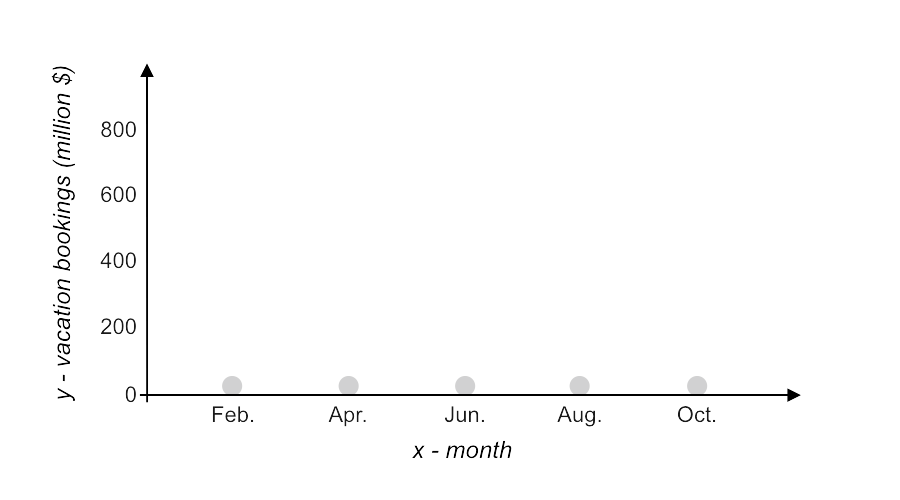 y - vacation bookings (million $)
800
600
400
200
0
Feb. Apr. Jun. Aug. Oct.
x - month